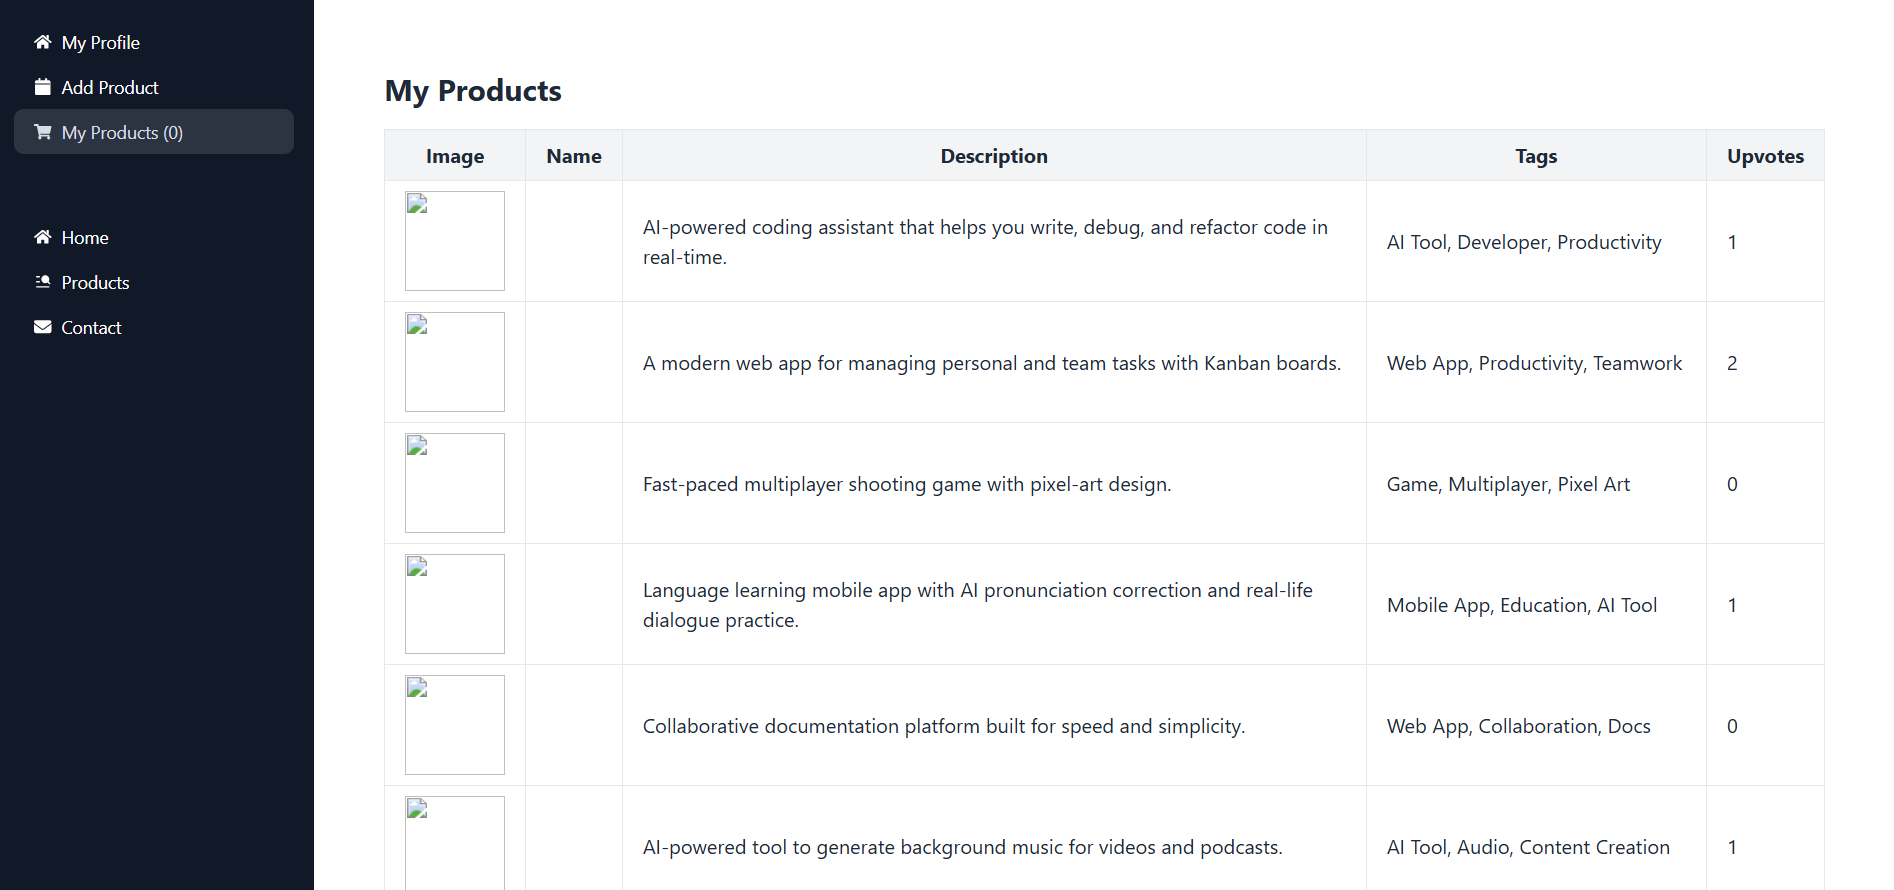 My Profile
Add Product
My Products (0)
Home
Products
Contact
My Products
Image Name Description Tags Upvotes
AI-powered coding assistant that helps you write, debug, and refactor code in
real-time.
AI Tool, Developer, Productivity 1
A modern web app for managing personal and team tasks with Kanban boards. Web App, Productivity, Teamwork 2
Fast-paced multiplayer shooting game with pixel-art design. Game, Multiplayer, Pixel Art 0
Language learning mobile app with AI pronunciation correction and real-life
dialogue practice.
Mobile App, Education, AI Tool 1
Collaborative documentation platform built for speed and simplicity. Web App, Collaboration, Docs 0
AI-powered tool to generate background music for videos and podcasts. AI Tool, Audio, Content Creation 1